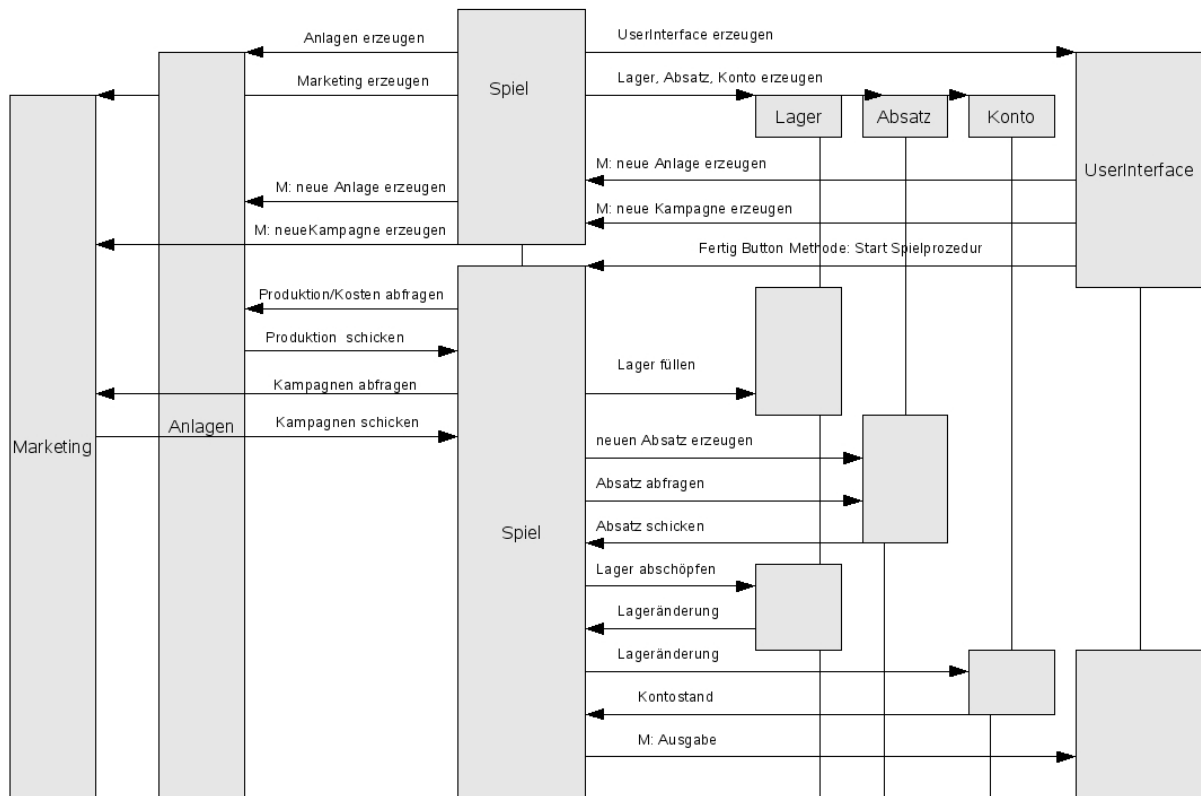 Anlagen erzeugen
UserInterface erzeugen
Marketing erzeugen
Spiel
Lager, Absatz, Konto erzeugen
Lager
Absatz
Konto
M: neue Anlage erzeugen
UserInterface
M: neue Anlage erzeugen
M: neue Kampagne erzeugen
M: neueKampagne erzeugen
Fertig Button Methode: Start Spielprozedur
Produktion/Kosten abfragen
Produktion schicken
Lager füllen
Kampagnen abfragen
Kampagnen schicken
Anlagen
Marketing
neuen Absatz erzeugen
Absatz abfragen
Absatz schicken
Spiel
Lager abschöpfen
Lageränderung
Lageränderung
Kontostand
M: Ausgabe